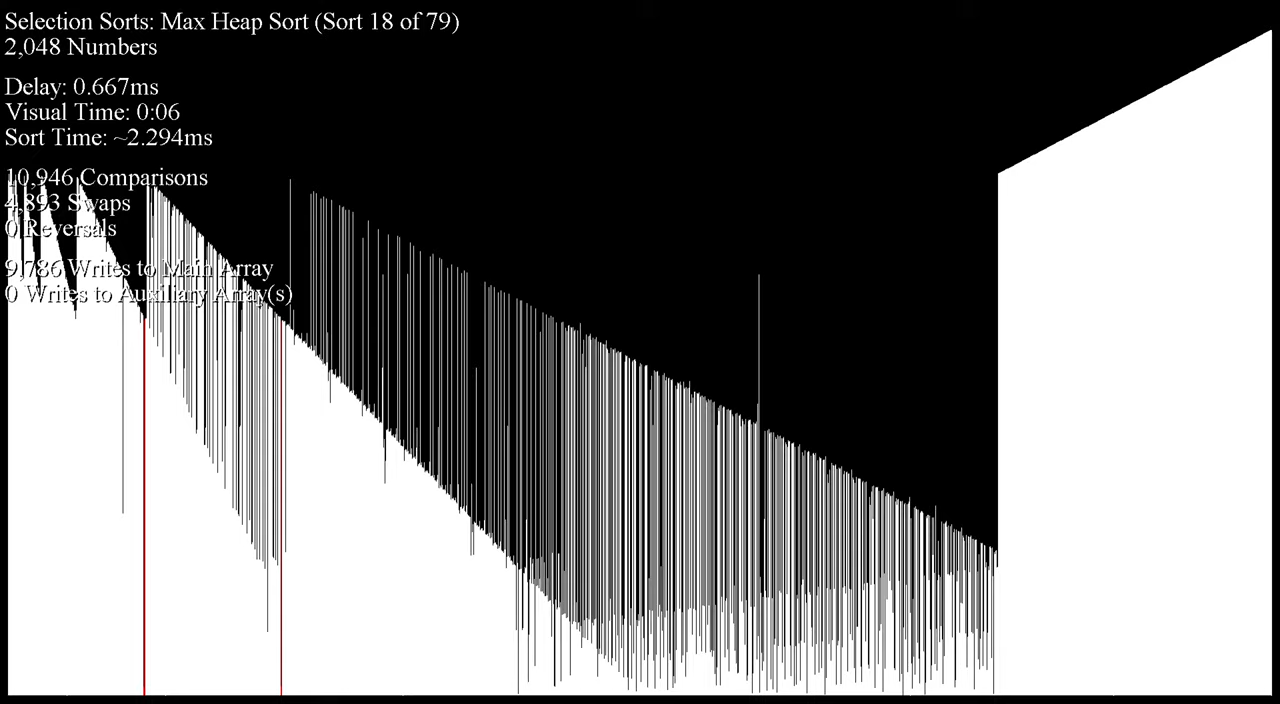 Selection Sorts: Max Heap Sort (Sort 18 of 79)
2,048 Numbers
Delay: 0.667ms
Visual Time: 0:06
Sort Time: ~2.294ms
10,946 Comparisons
4,893 Swaps
0 Reversals
9,786 Writes to Main Array
0 Writes to Auxiliary Array(s)